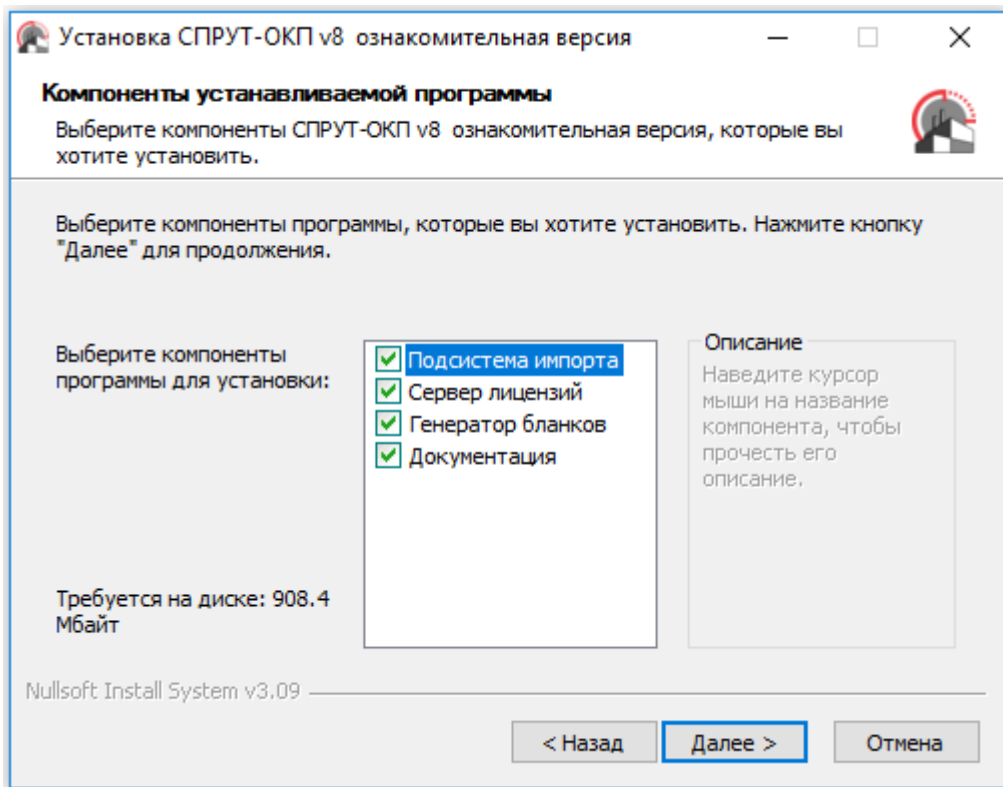 Установка СПРУТ-ОКП v8  ознакомительная версия
Компоненты устанавливаемой программы
Выберите компоненты СПРУТ-ОКП v8  ознакомительная версия, которые вы
хотите установить.
Выберите компоненты программы, которые вы хотите установить. Нажмите кнопку
"Далее" для продолжения.
Выберите компоненты
программы для установки:
Подсистема импорта
Сервер лицензий
Генератор бланков
Документация
Описание
Наведите курсор
мыши на название
компонента, чтобы
прочесть его
описание.
Требуется на диске: 908.4
Мбайт
Nullsoft Install System v3.09
< Назад
Далее >
Отмена